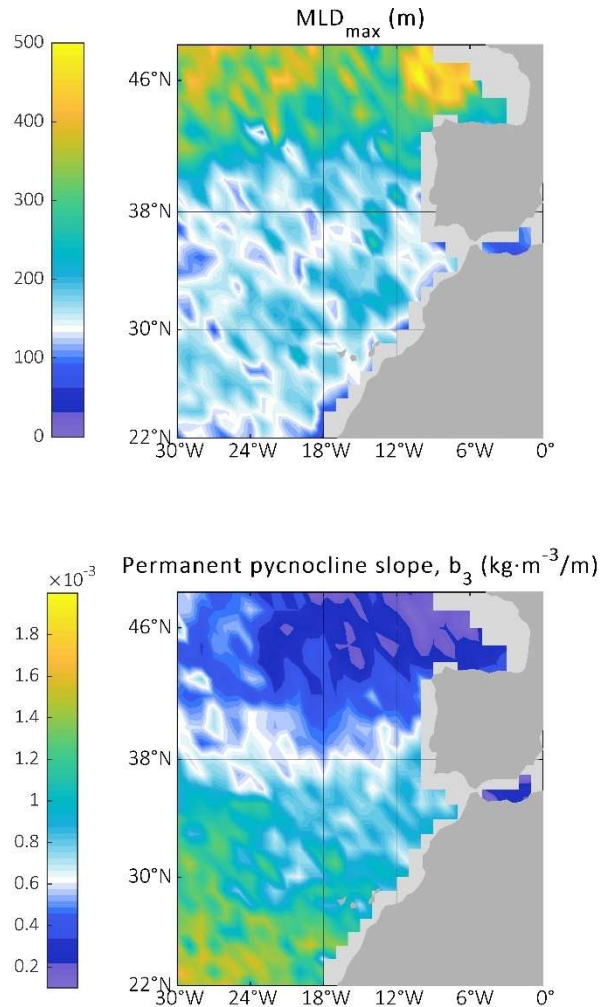 MLDmax (m)
500
400
300
200
100
0
46°N
38°N
30°N
22°N
30°W 24°W 18°W 12°W 6°W 0°
Permanent pycnocline slope, b3 (kg·m-3/m)
×10-3
1.8
1.6
1.4
1.2
1
0.8
0.6
0.4
0.2
46°N
38°N
30°N
22°N
30°W 24°W 18°W 12°W 6°W 0°